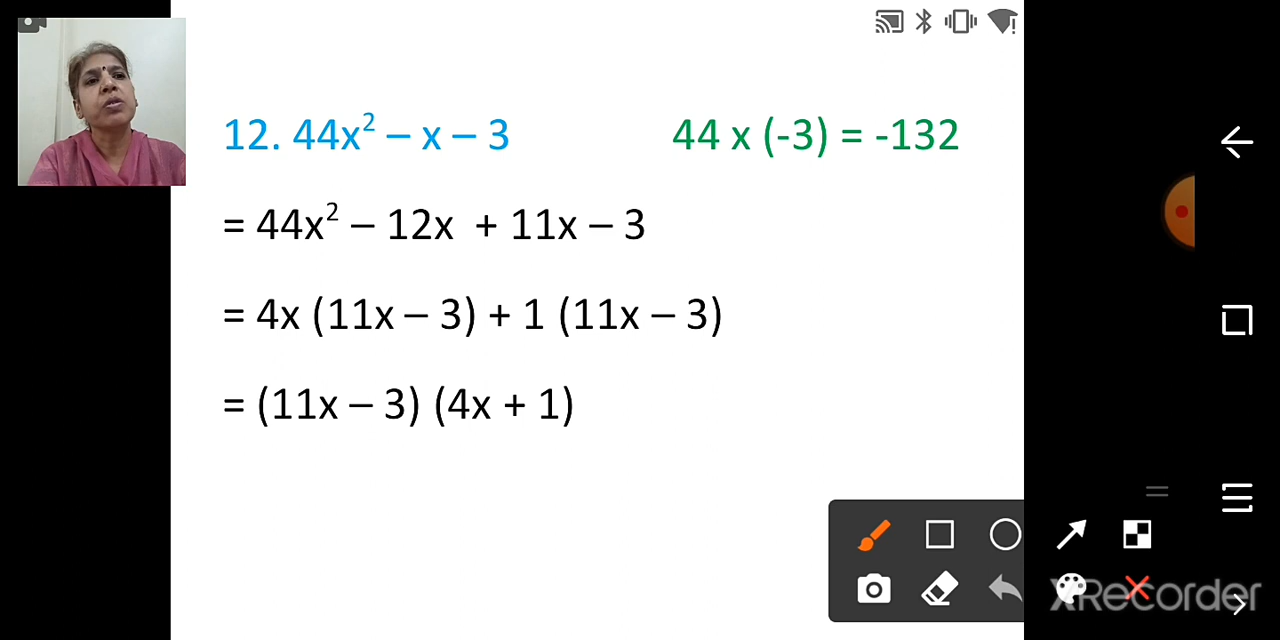 12. 44x² – x – 3
44 x (-3) = -132
= 44x² – 12x + 11x – 3
= 4x (11x – 3) + 1 (11x – 3)
= (11x – 3) (4x + 1)
XRecorder